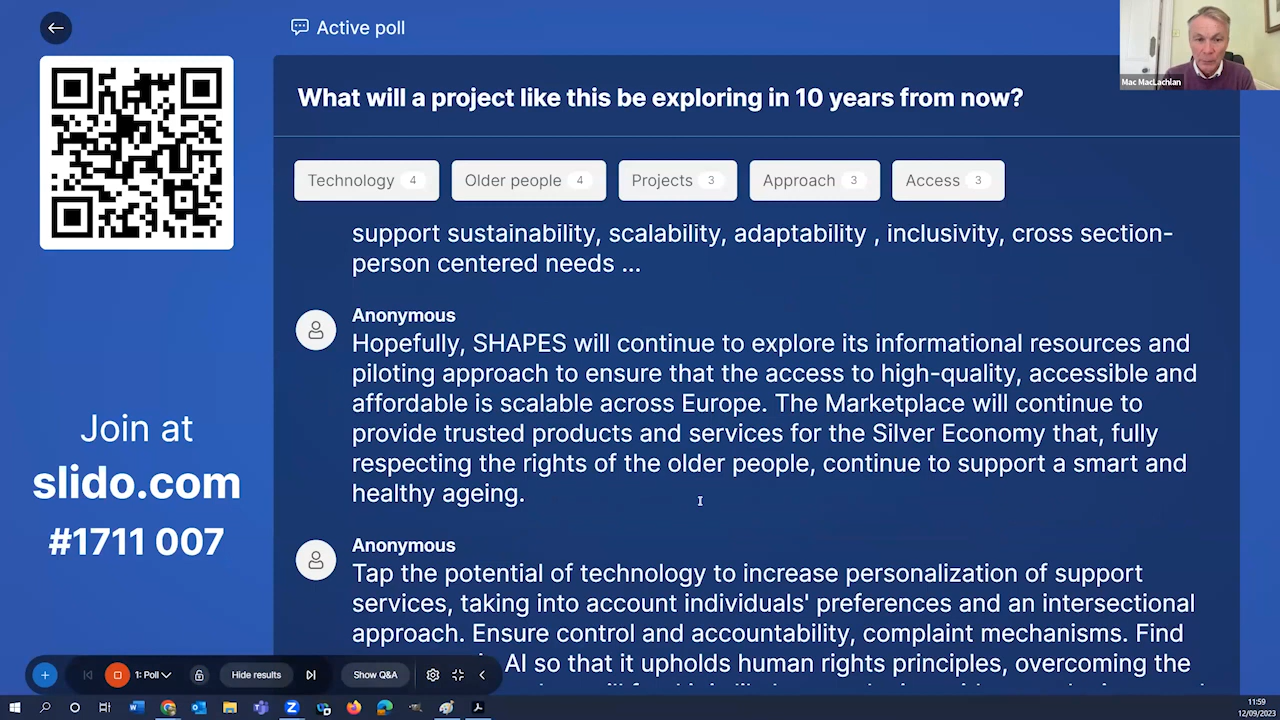 Active poll
Mac MacLachlan
What will a project like this be exploring in 10 years from now?
Technology 4
Older people 4
Projects 3
Approach 3
Access 3
support sustainability, scalability, adaptability , inclusivity, cross section-
person centered needs ...
Anonymous
Hopefully, SHAPES will continue to explore its informational resources and
piloting approach to ensure that the access to high-quality, accessible and
affordable is scalable across Europe. The Marketplace will continue to
provide trusted products and services for the Silver Economy that, fully
respecting the rights of the older people, continue to support a smart and
healthy ageing.
Anonymous
Tap the potential of technology to increase personalization of support
services, taking into account individuals' preferences and an intersectional
approach. Ensure control and accountability, complaint mechanisms. Find
AI so that it upholds human rights principles, overcoming the
Join at
slido.com
#1711 007
1: Poll
Hide results
Show Q&A
11:59
12/09/2023